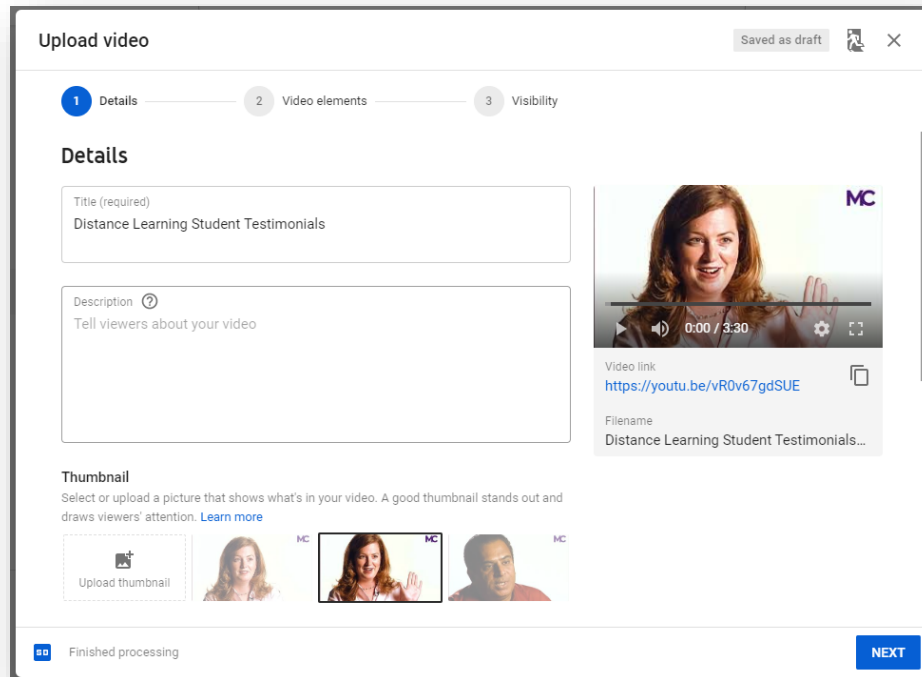 Upload video
Saved as draft
1 Details
2 Video elements
3 Visibility
Details
Title (required)
Distance Learning Student Testimonials
Description ?
Tell viewers about your video
MC
0:00 / 3:30
Video link
https://youtu.be/vR0v67gdSUE
Filename
Distance Learning Student Testimonials...
Thumbnail
Select or upload a picture that shows what's in your video. A good thumbnail stands out and
draws viewers' attention. Learn more
Upload thumbnail
MC
MC
MC
SD
Finished processing
NEXT